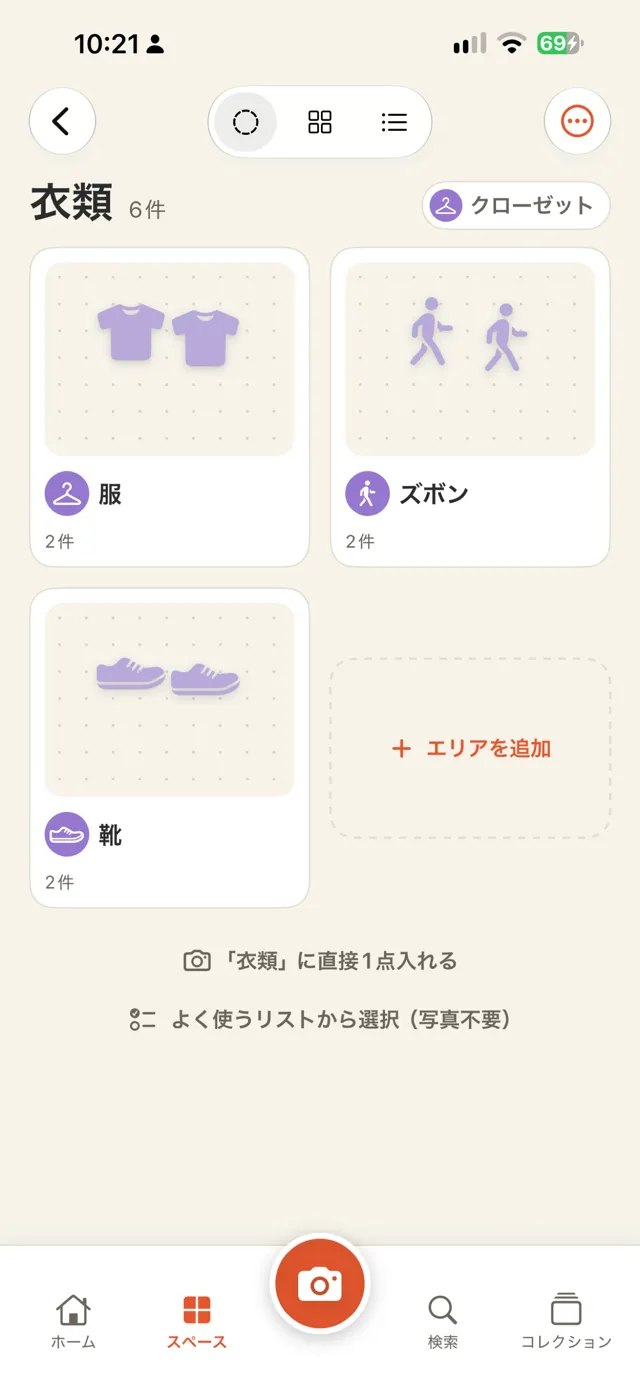 10:21
69
衣類 6件
クローゼット
服
2件
ズボン
2件
靴
2件
+ エリアを追加
「衣類」に直接1点入れる
よく使うリストから選択（写真不要）
ホーム
スペース
検索
コレクション